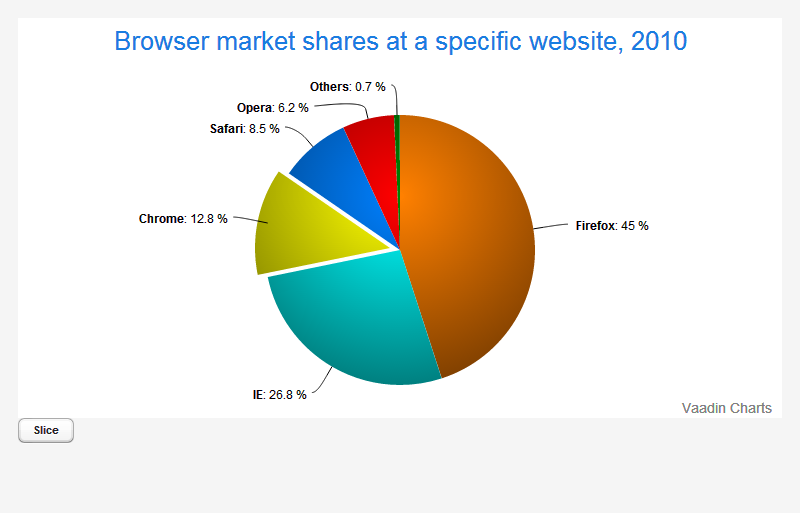 Browser market shares at a specific website, 2010
Others: 0.7 %
Opera: 6.2 %
Safari: 8.5 %
Chrome: 12.8 %
Firefox: 45 %
IE: 26.8 %
Vaadin Charts
Slice